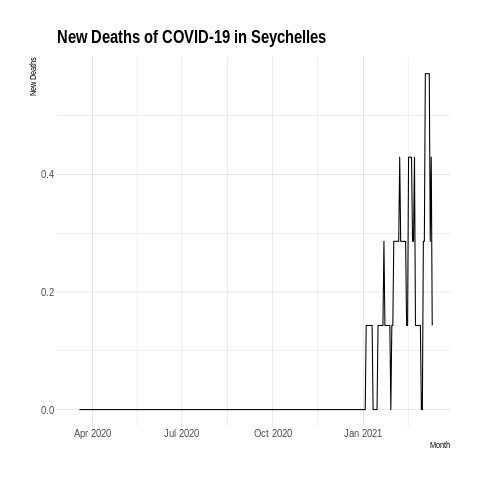 New Deaths of COVID-19 in Seychelles
New Deaths
0.4
0.2
0.0
Apr 2020 Jul 2020 Oct 2020 Jan 2021
Month